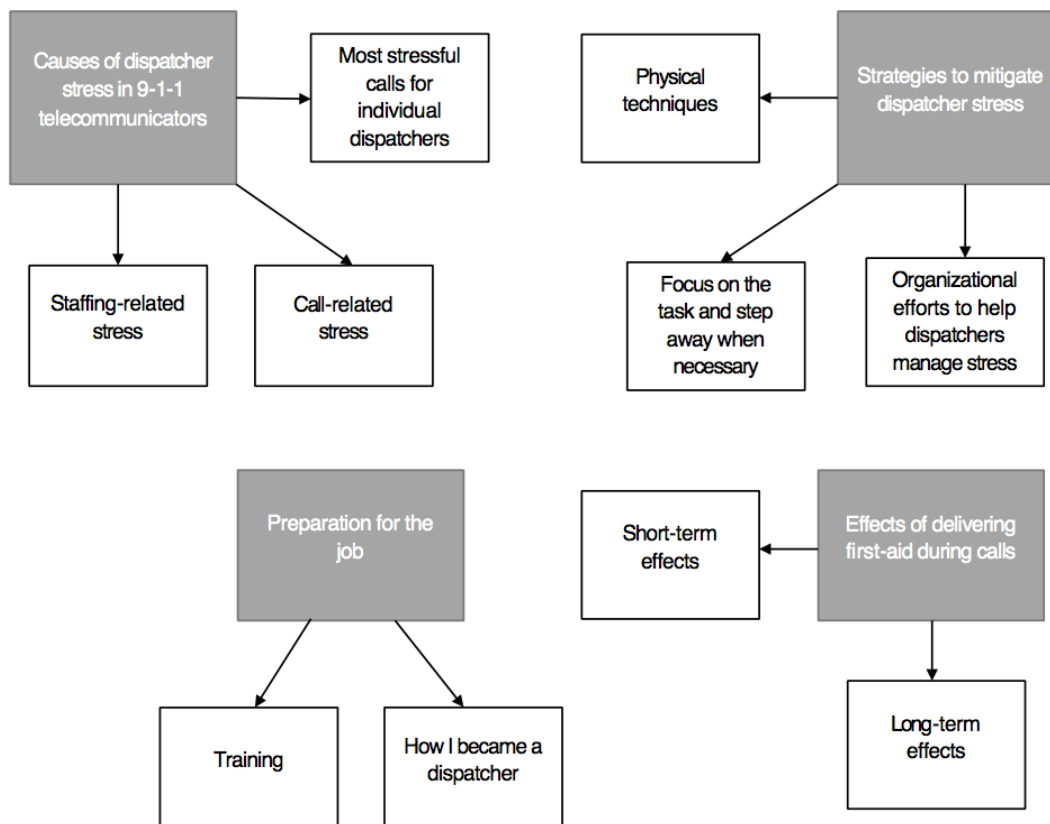 Causes of dispatcher
stress in 9-1-1
telecommunicators
Most stressful
calls for
individual
dispatchers
Staffing-related
stress
Call-related
stress
Physical
techniques
Strategies to mitigate
dispatcher stress
Focus on the
task and step
away when
necessary
Organizational
efforts to help
dispatchers
manage stress
Preparation for the
job
Training
How I became a
dispatcher
Short-term
effects
Effects of delivering
first-aid during calls
Long-term
effects